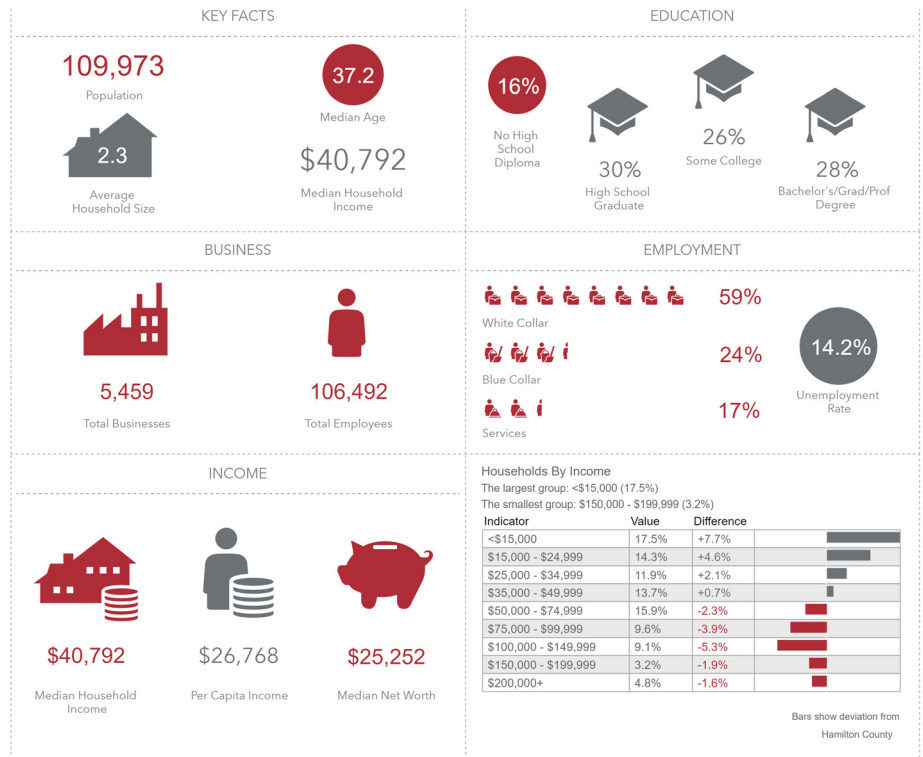 KEY FACTS
109,973
Population
37.2
Median Age
2.3
Average
Household Size
$40,792
Median Household
Income
EDUCATION
16%
No High
School
Diploma
30%
High School
Graduate
26%
Some College
28%
Bachelor's/Grad/Prof
Degree
BUSINESS
5,459
Total Businesses
106,492
Total Employees
EMPLOYMENT
59%
White Collar
24%
Blue Collar
17%
Services
14.2%
Unemployment
Rate
INCOME
$40,792
Median Household
Income
$26,768
Per Capita Income
$25,252
Median Net Worth
Households By Income
The largest group: <$15,000 (17.5%)
The smallest group: $150,000 - $199,999 (3.2%)
Indicator Value Difference
<$15,000 17.5% +7.7%
$15,000 - $24,999 14.3% +4.6%
$25,000 - $34,999 11.9% +2.1%
$35,000 - $49,999 13.7% +0.7%
$50,000 - $74,999 15.9% -2.3%
$75,000 - $99,999 9.6% -3.9%
$100,000 - $149,999 9.1% -5.3%
$150,000 - $199,999 3.2% -1.9%
$200,000+ 4.8% -1.6%
Bars show deviation from
Hamilton County